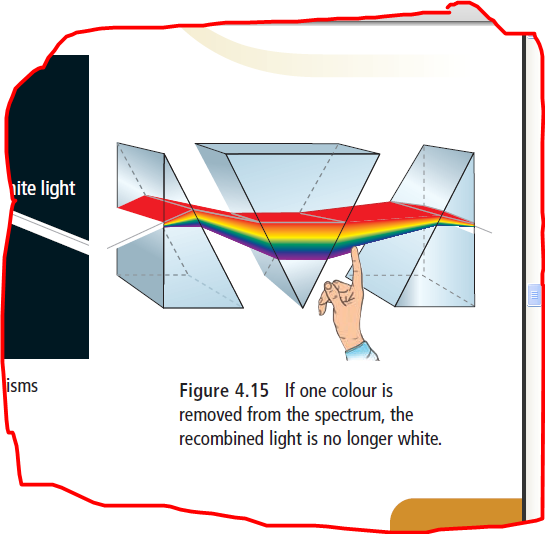 ite light
isms
Figure 4.15 If one colour is
removed from the spectrum, the
recombined light is no longer white.